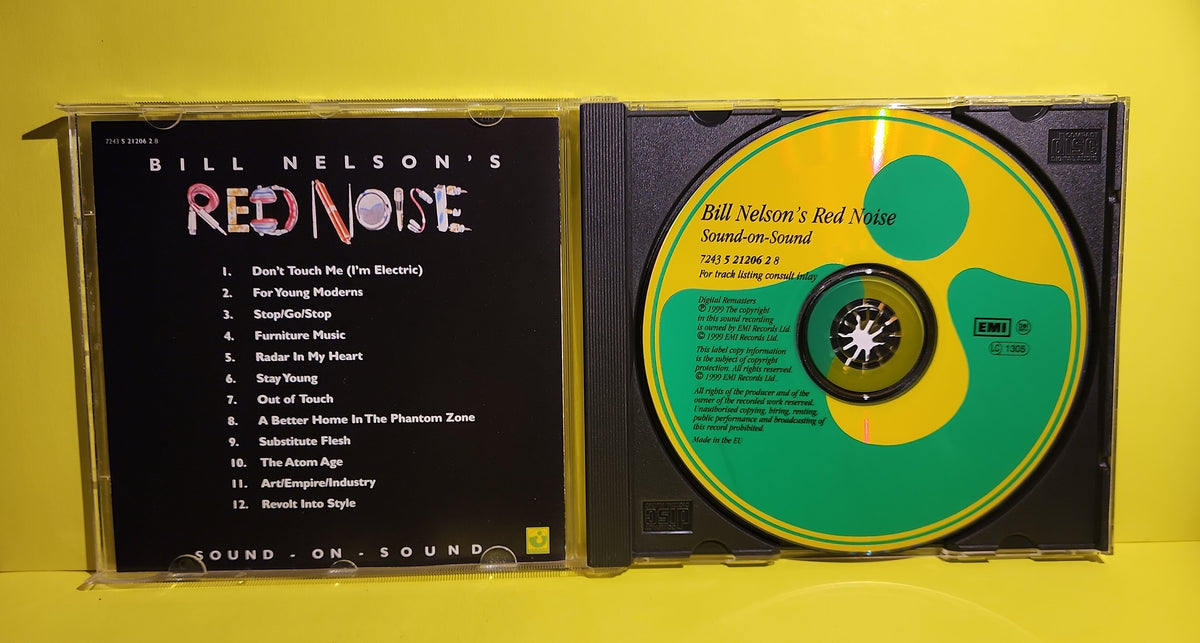 7243 5 21206 2 8
BILL NELSON'S
RED NOISE
1. Don't Touch Me (I'm Electric)
2. For Young Moderns
3. Stop/Go/Stop
4. Furniture Music
5. Radar In My Heart
6. Stay Young
7. Out of Touch
8. A Better Home In The Phantom Zone
9. Substitute Flesh
10. The Atom Age
11. Art/Empire/Industry
12. Revolt Into Style
SOUND - ON - SOUND
Bill Nelson's Red Noise
Sound-on-Sound
7243 5 21206 2 8
For track listing consult inlay
Digital Remasters
℗ 1999 The copyright
in this sound recording
is owned by EMI Records Ltd.
© 1999 EMI Records Ltd.
This label copy information
is the subject of copyright
protection. All rights reserved.
© 1999 EMI Records Ltd..
All rights of the producer and of the
owner of the recorded work reserved.
Unauthorised copying, hiring, renting,
public performance and broadcasting of
this record prohibited.
Made in the EU
EMI
LC 1305
COMPACT
disc
DIGITAL AUDIO